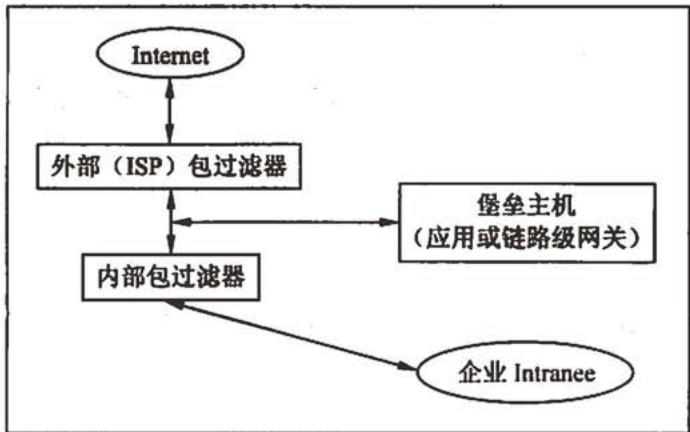 Internet
外部（ISP）包过滤器
堡垒主机
（应用或链路级网关）
内部包过滤器
企业 Intranee